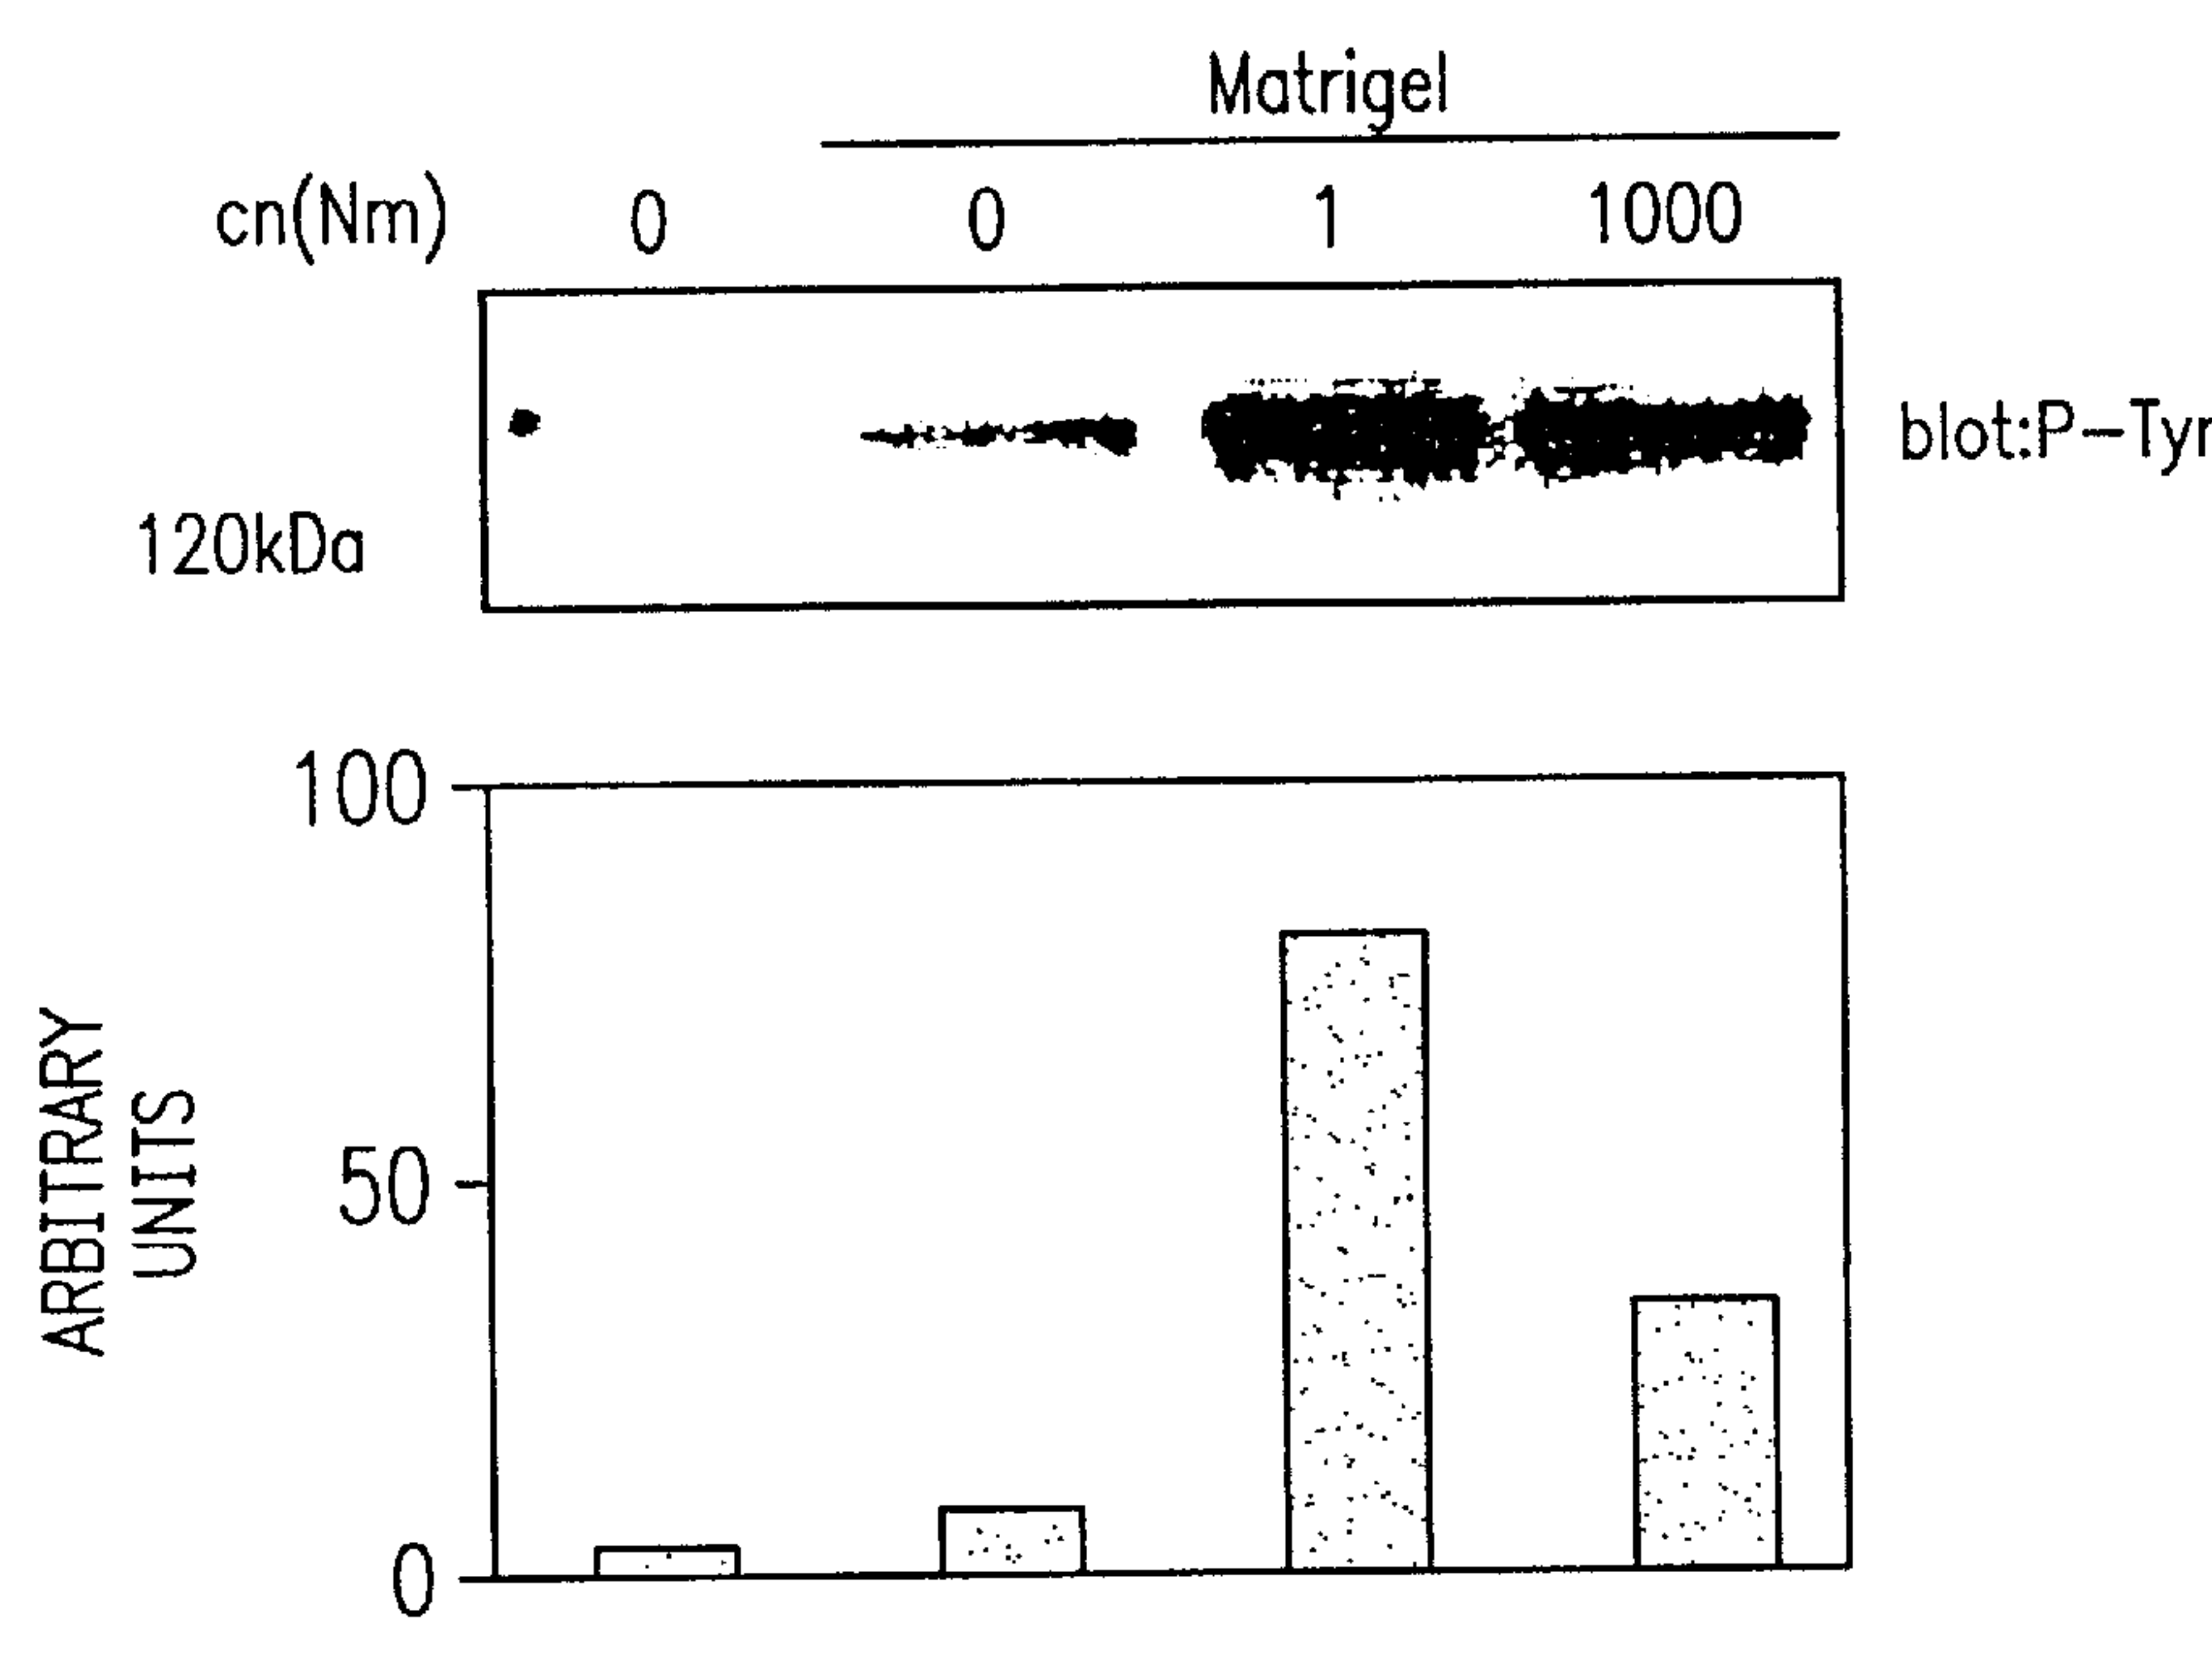 Matrigel
cn(Nm) 0 0 1 1000
blot:P-Tyr
120kDa
100
50
0
ARBITRARY
UNITS